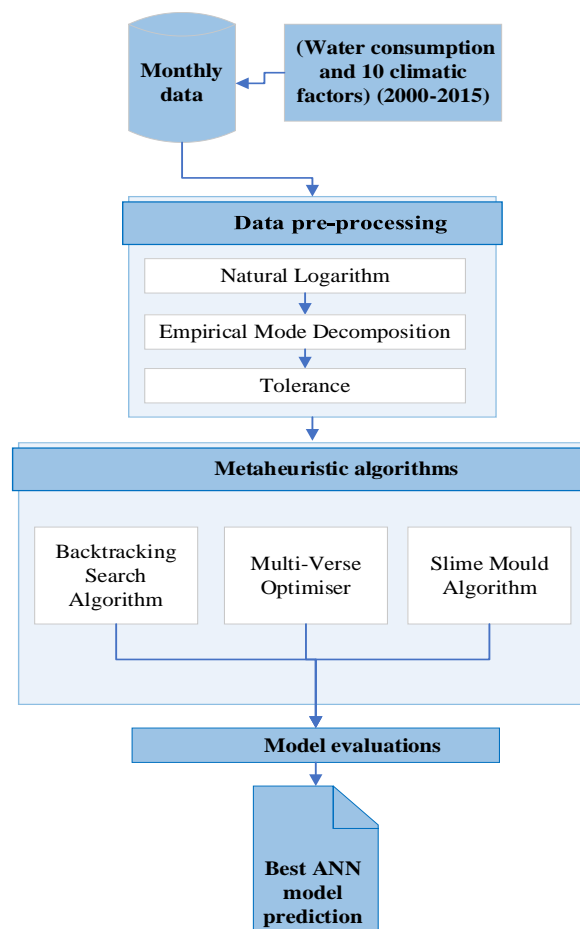 Monthly
data
(Water consumption
and 10 climatic
factors) (2000-2015)
Data pre-processing
Natural Logarithm
Empirical Mode Decomposition
Tolerance
Metaheuristic algorithms
Backtracking
Search
Algorithm
Multi-Verse
Optimiser
Slime Mould
Algorithm
Model evaluations
Best ANN
model
prediction